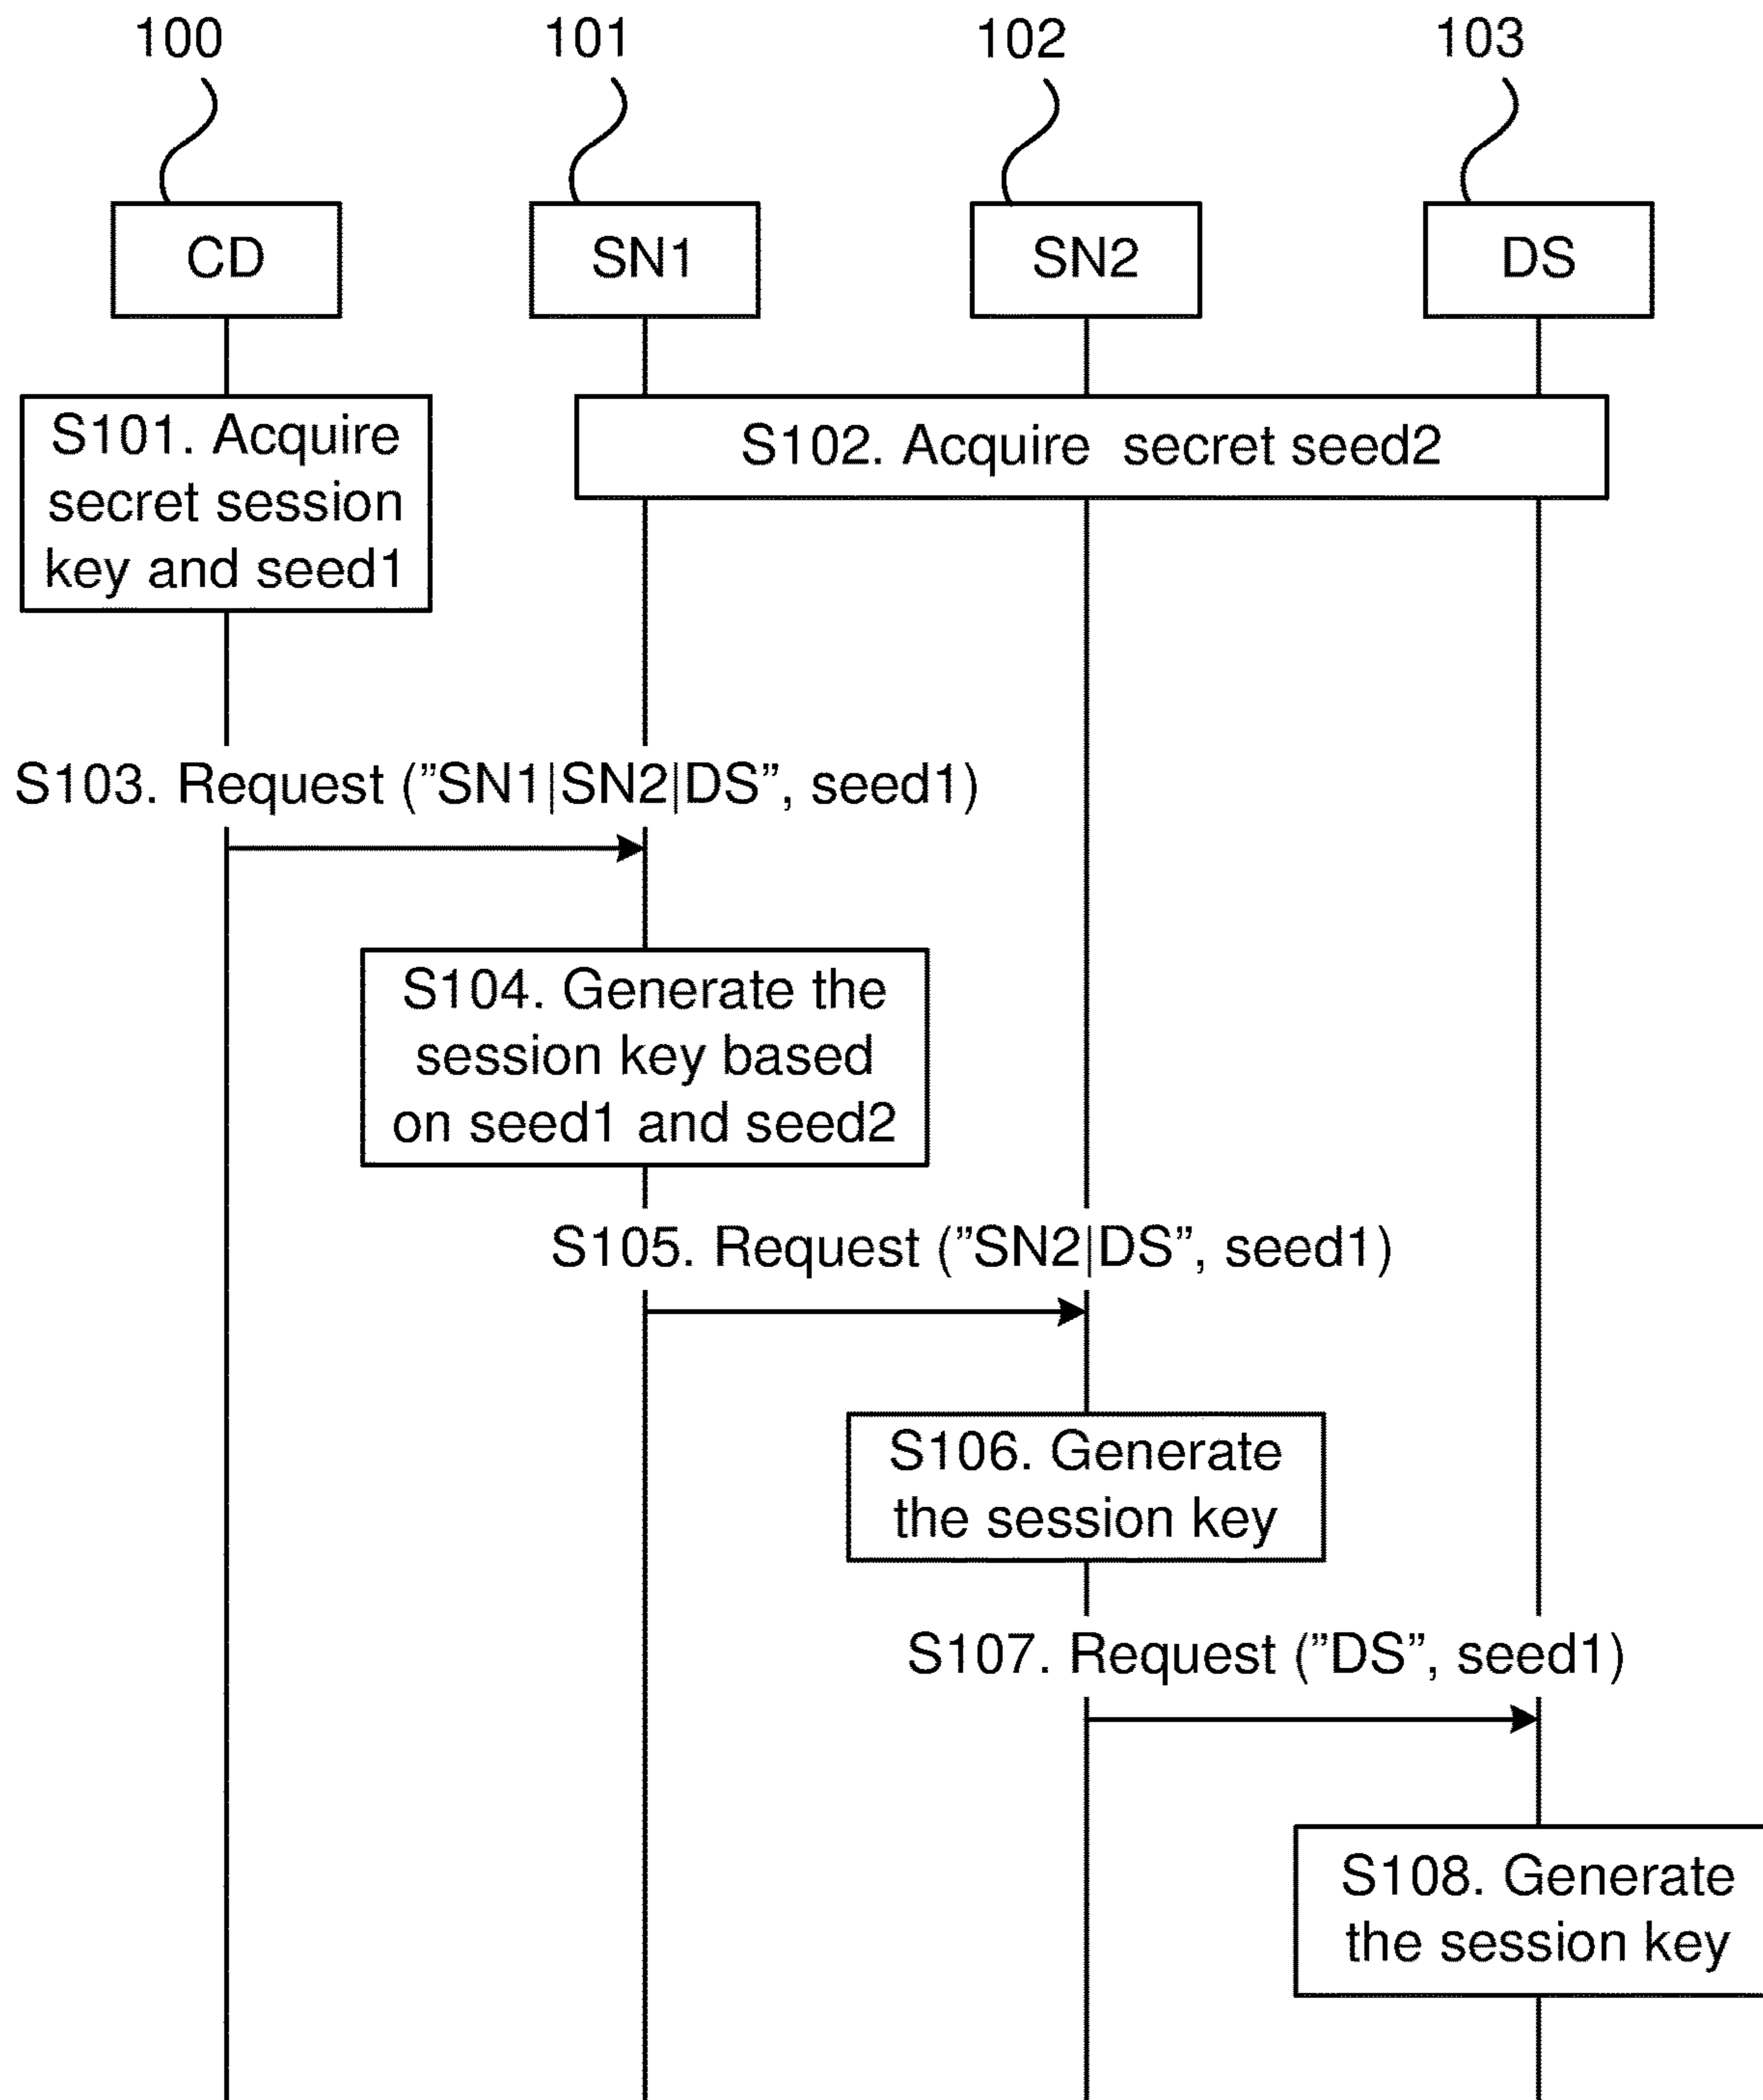 100
101
102
103
CD
SN1
SN2
DS
S101. Acquire
secret session
key and seed1
S102. Acquire secret seed2
S103. Request (”SN1|SN2|DS”, seed1)
S104. Generate the
session key based
on seed1 and seed2
S105. Request (”SN2|DS”, seed1)
S106. Generate
the session key
S107. Request (”DS”, seed1)
S108. Generate
the session key